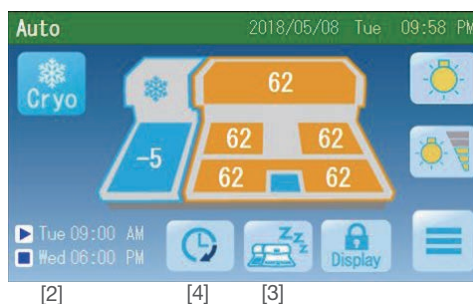 Auto 2018/05/08 Tue 09:58 PM
Cryo
62
-5
62 62
62 62
Tue 09:00 AM
Wed 06:00 PM
Zzz
Display
[2] [4] [3]